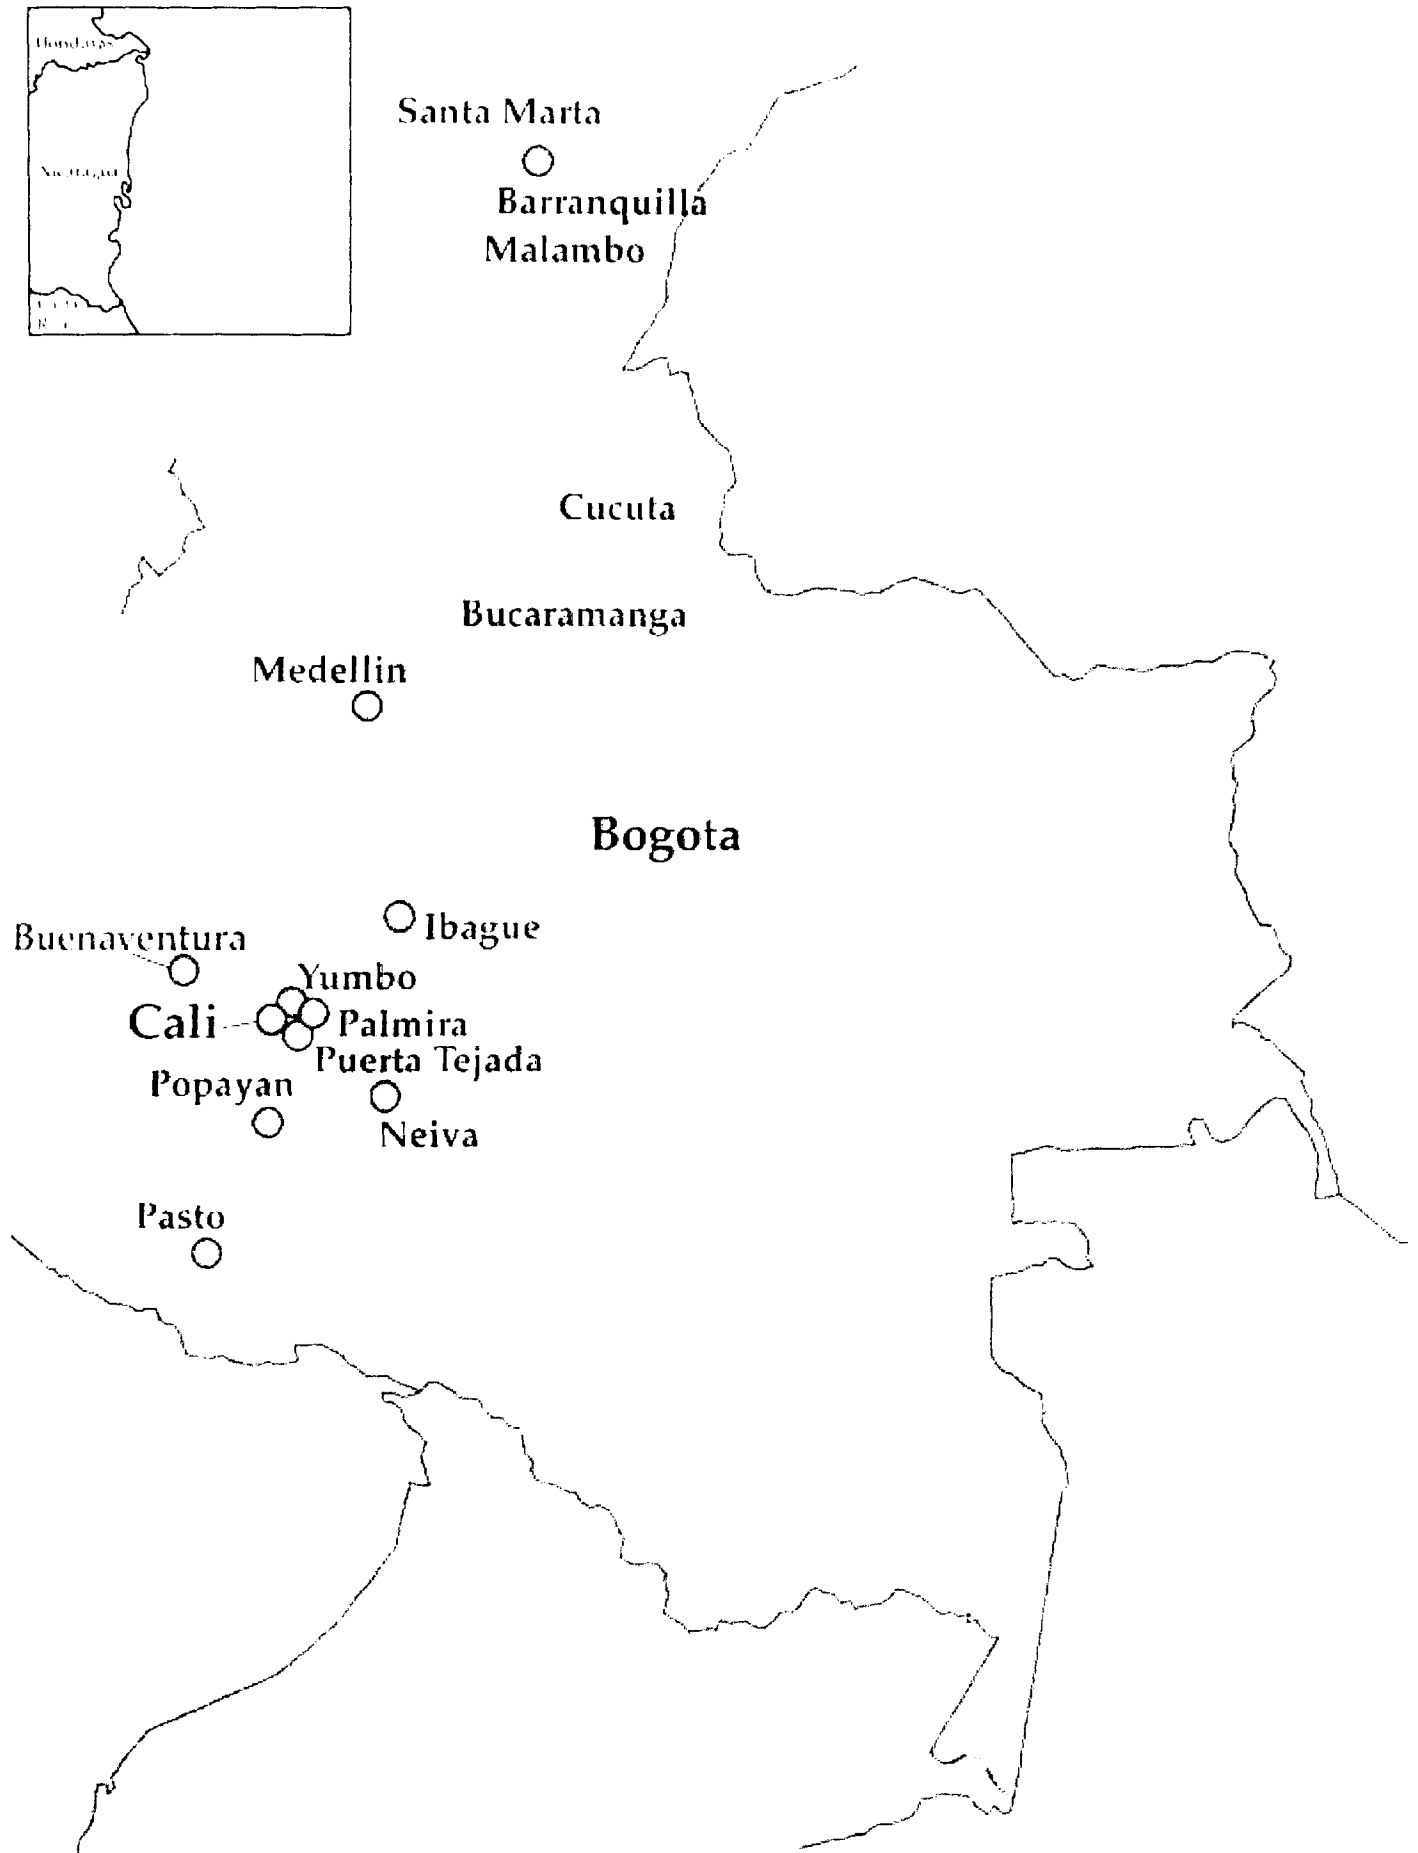 Honduras
Santa Marta
Nicaragua
Barranquilla
Malambo
Cucuta
Bucaramanga
Medellin
Bogota
Ibague
Buenaventura
Yumbo
Cali
Palmira
Puerta Tejada
Popayan
Neiva
Pasto